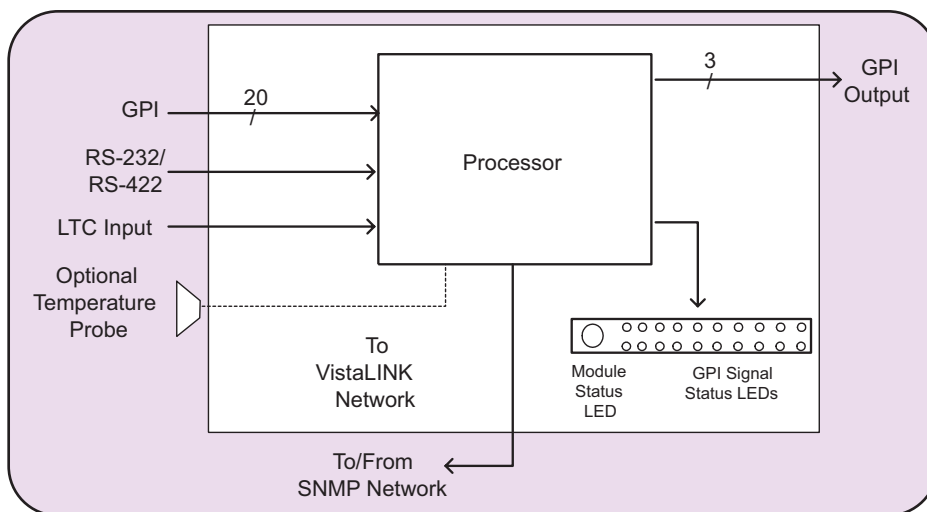 20
3
GPI
GPI
Output
RS-232/
RS-422
Processor
LTC Input
Optional
Temperature
Probe
To
VistaLINK
Network
Module
Status
LED
GPI Signal
Status LEDs
To/From
SNMP Network